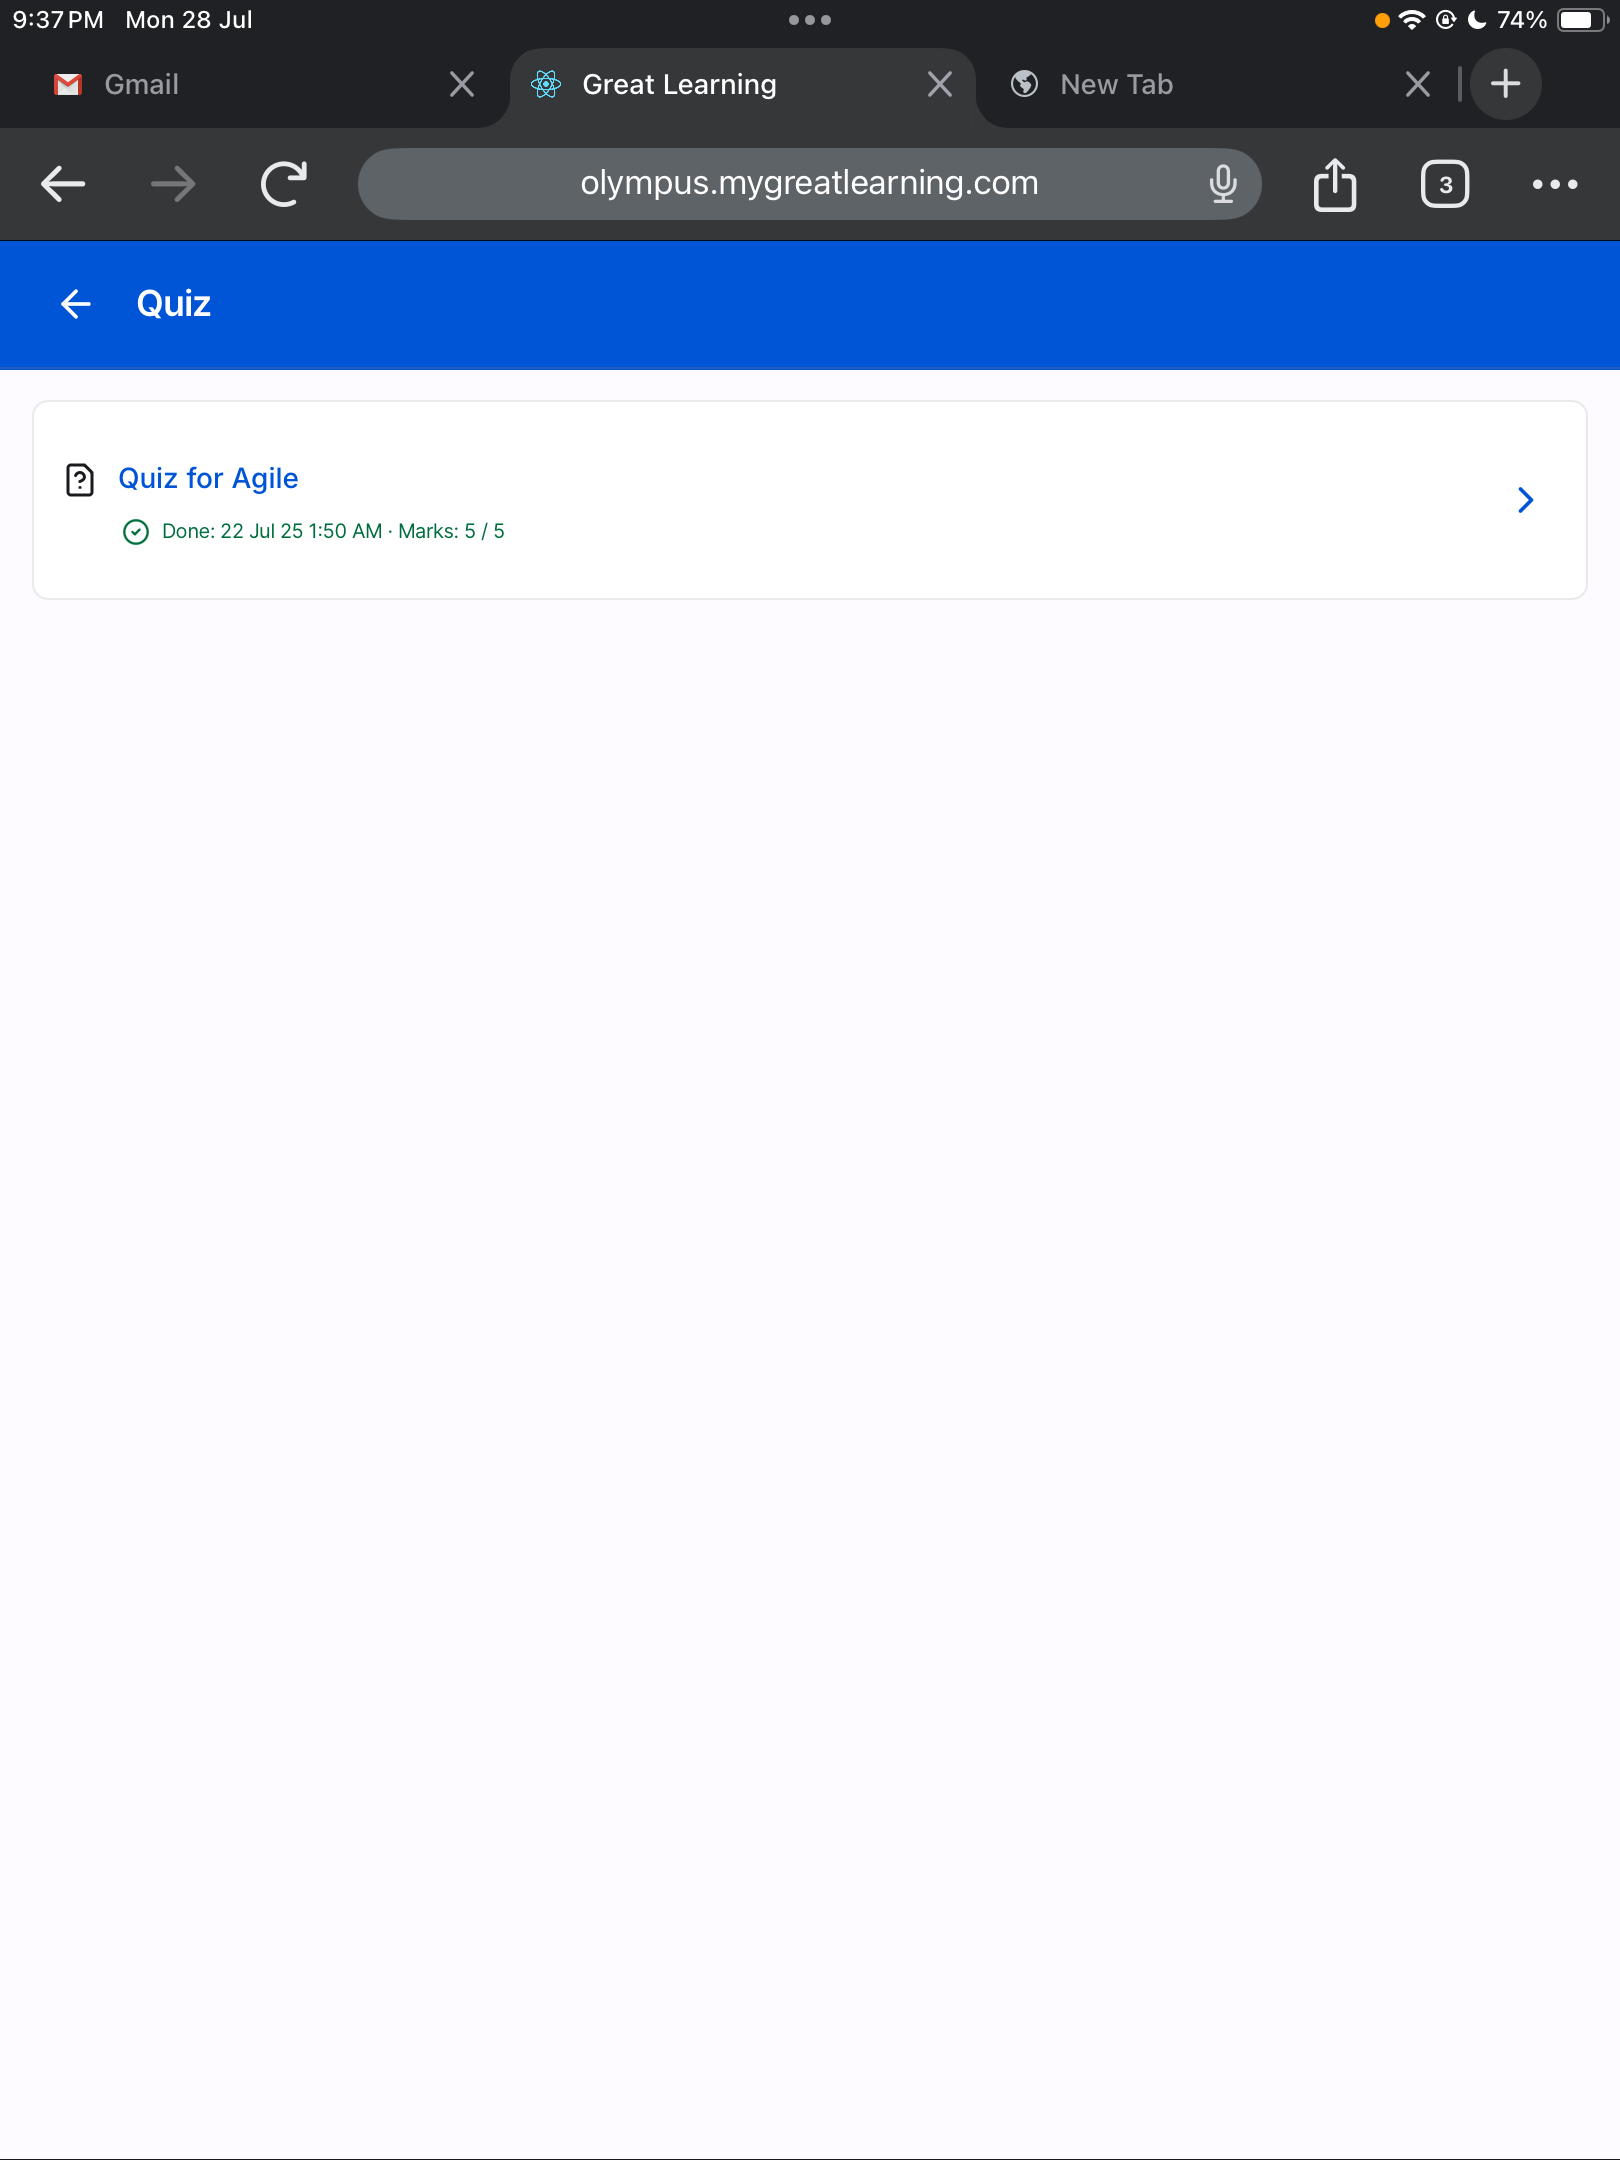 9:37 PM Mon 28 Jul 74%
Gmail Great Learning New Tab
olympus.mygreatlearning.com 3
Quiz
Quiz for Agile
Done: 22 Jul 25 1:50 AM · Marks: 5 / 5